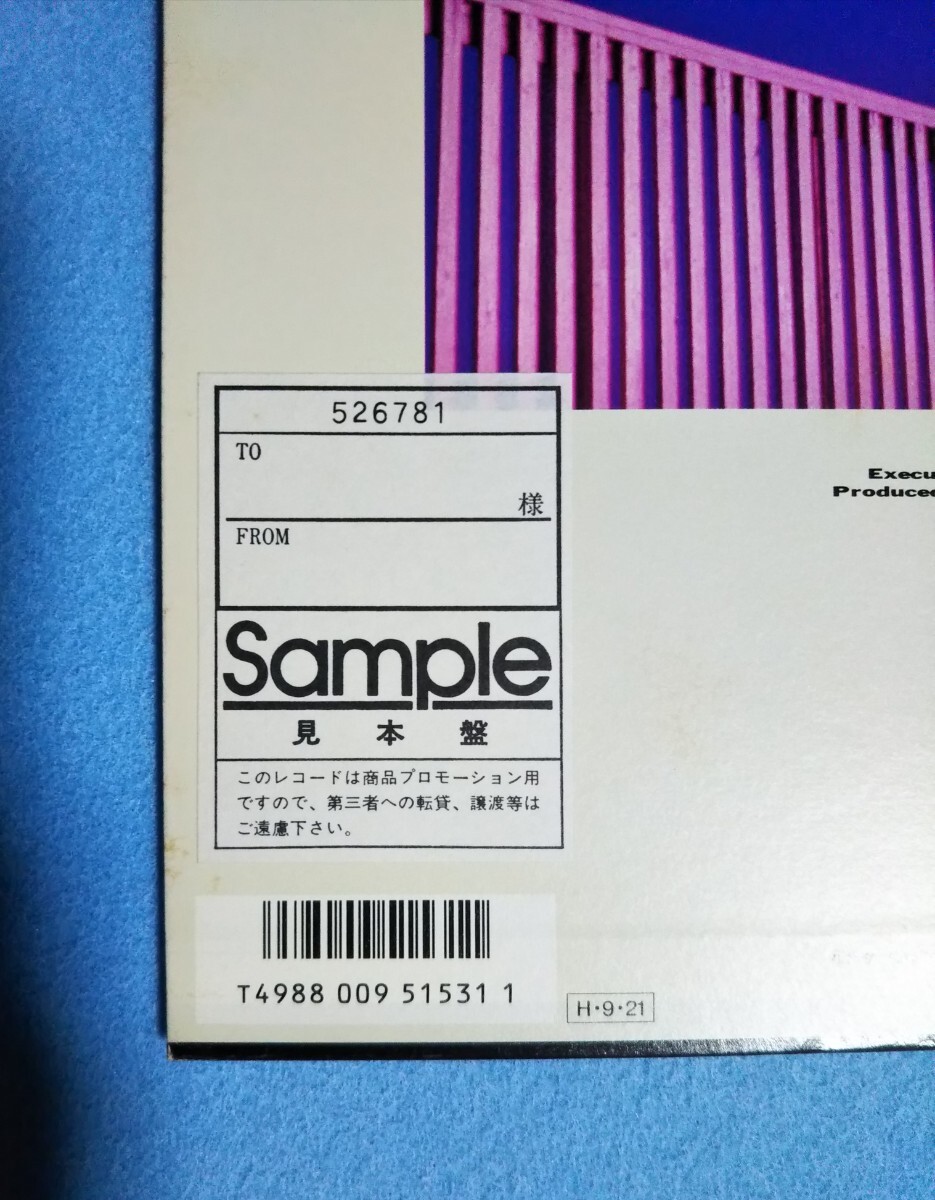 526781
TO
様
FROM
Sample
見本盤
このレコードは商品プロモーション用
ですので、第三者への転貸、譲渡等は
ご遠慮下さい。
Execu
Produced
T4988 009 51531 1
H・9・21